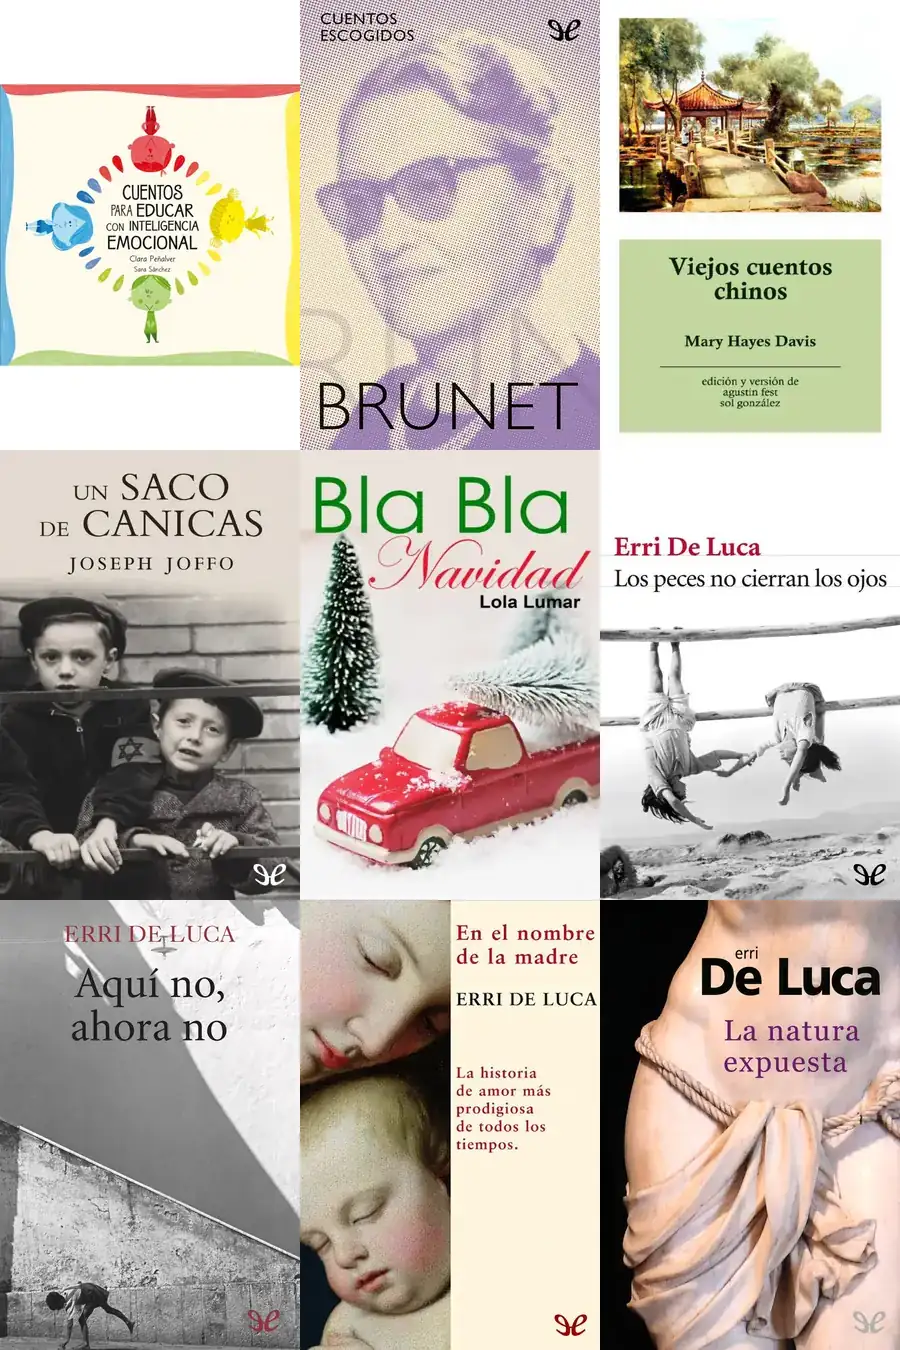 CUENTOS
PARA EDUCAR
CON INTELIGENCIA
EMOCIONAL
Clara Peñalver
Sara Sánchez
CUENTOS
ESCOGIDOS
BRUNET
Viejos cuentos
chinos
Mary Hayes Davis
edición y versión de
agustín fest
sol gonzález
UN SACO
DE CANICAS
JOSEPH JOFFO
Bla Bla
Navidad
Lola Lumar
Erri De Luca
Los peces no cierran los ojos
ERRI DE LUCA
Aquí no,
ahora no
En el nombre
de la madre
ERRI DE LUCA
La historia
de amor más
prodigiosa
de todos los
tiempos.
erri
De Luca
La natura
expuesta